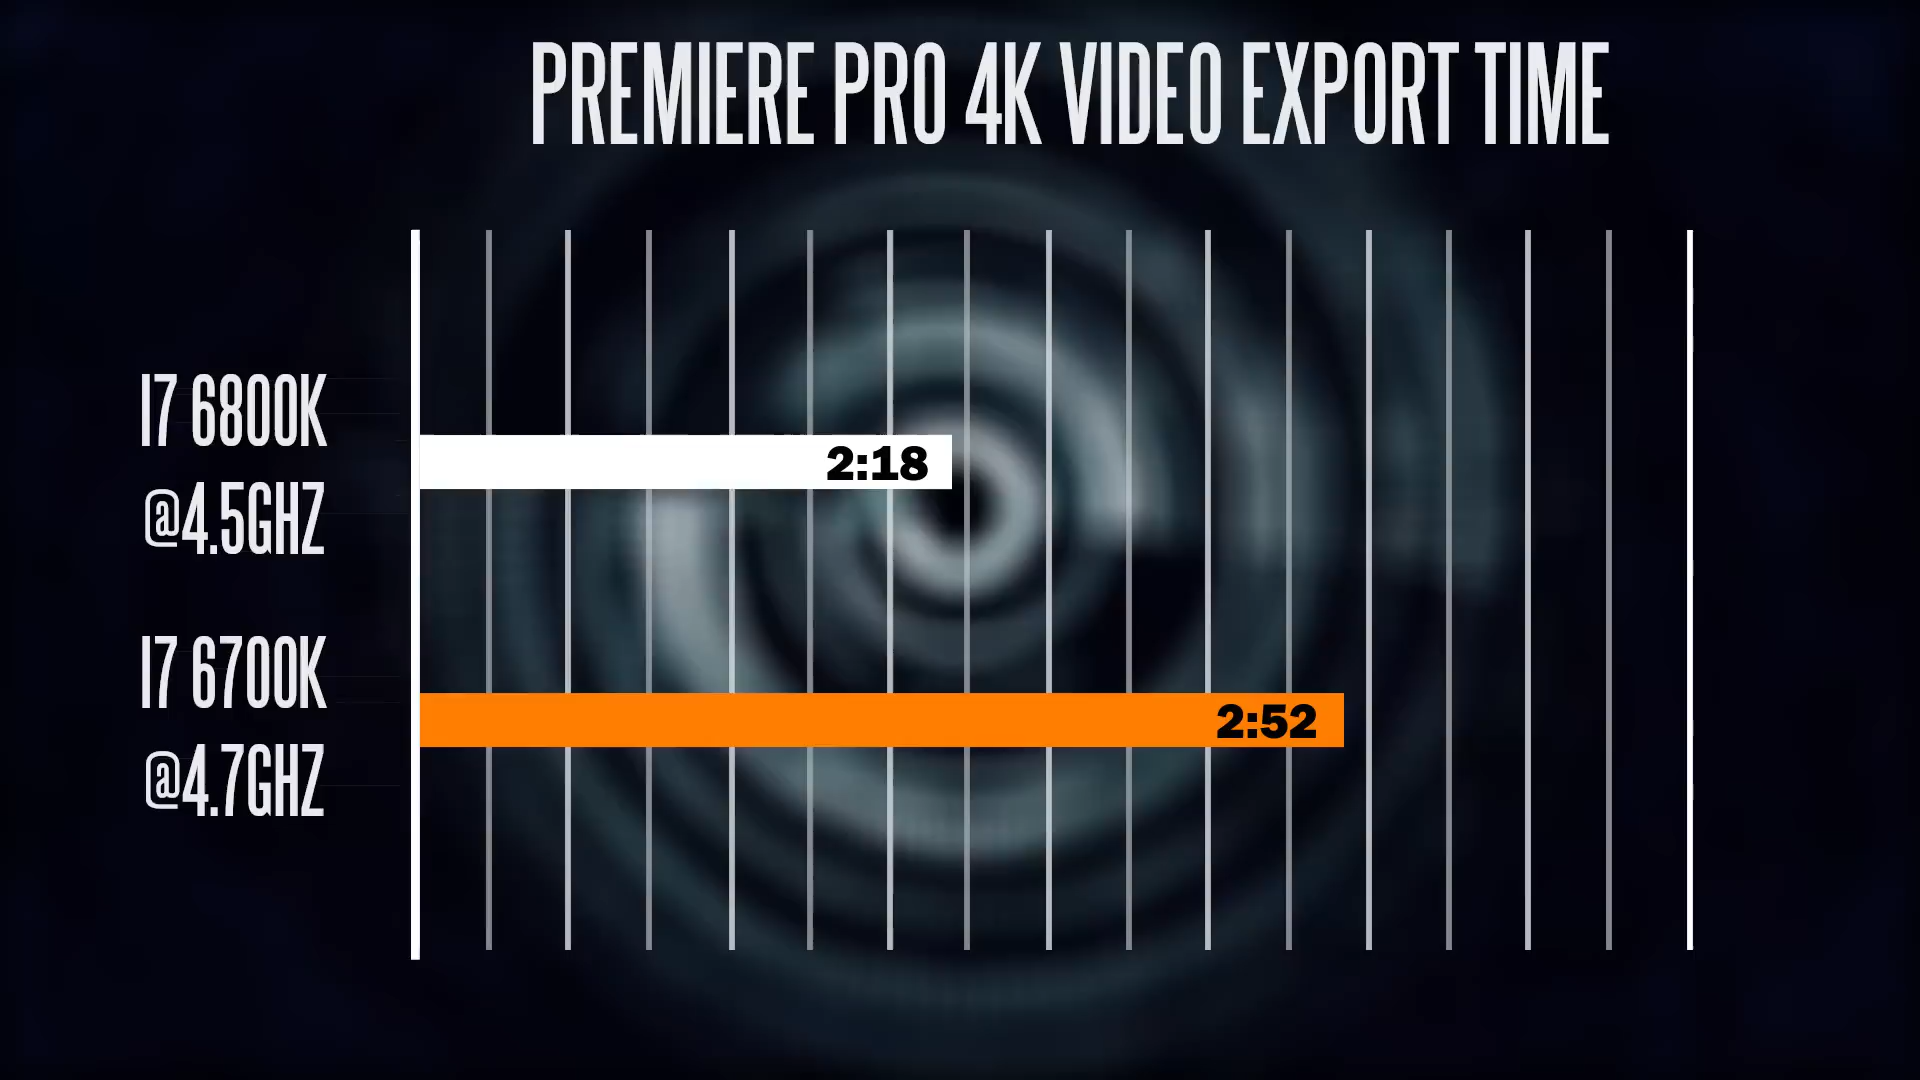 PREMIERE PRO 4K VIDEO EXPORT TIME
I7 6800K
@4.5GHZ
2:18
I7 6700K
@4.7GHZ
2:52